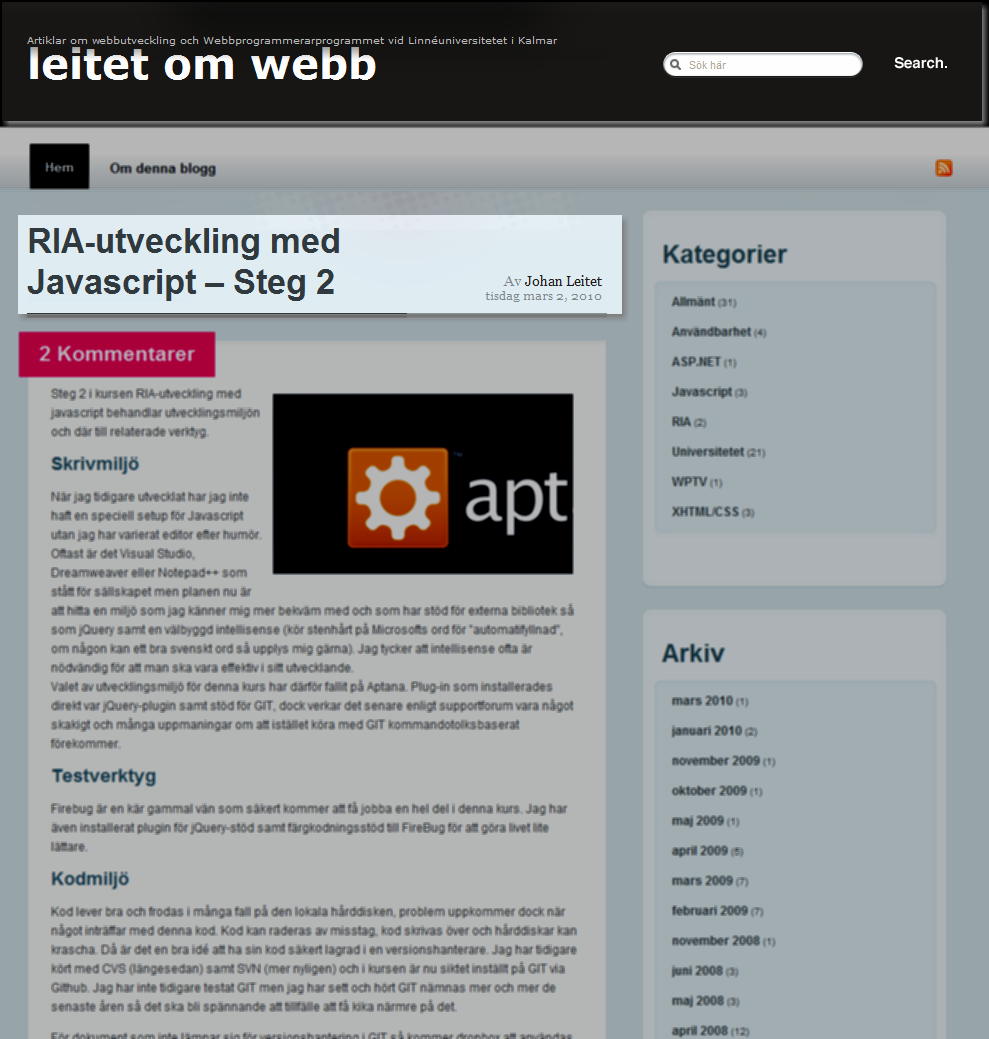 Artiklar om webbutveckling och Webbprogrammerarprogrammet vid Linnéuniversitetet i Kalmar
leitet om webb
Sök här
Search.
Hem
Om denna blogg
RIA-utveckling med
Javascript – Steg 2
Av Johan Leitet
tisdag mars 2, 2010
2 Kommentarer
Steg 2 i kursen RIA-utveckling med
javascript behandlar utvecklingsmiljön
och där till relaterade verktyg.
apt
Skrivmiljö
När jag tidigare utvecklat har jag inte
haft en speciell setup för Javascript
utan jag har varierat editor efter humör.
Oftast är det Visual Studio,
Dreamweaver eller Notepad++ som
stått för sällskapet men planen nu är
att hitta en miljö som jag känner mig mer bekväm med och som har stöd för externa bibliotek så
som jQuery samt en välbyggd intellisense (kör stenhårt på Microsofts ord för "automatifyllnad",
om någon kan ett bra svenskt ord så upplys mig gärna). Jag tycker att intellisense ofta är
nödvändig för att man ska vara effektiv i sitt utvecklande.
Valet av utvecklingsmiljö för denna kurs har därför fallit på Aptana. Plug-in som installerades
direkt var jQuery-plugin samt stöd för GIT, dock verkar det senare enligt supportforum vara något
skakigt och många uppmaningar om att istället köra med GIT kommandotolksbaserat
förekommer.
Testverktyg
Firebug är en kär gammal vän som säkert kommer att få jobba en hel del i denna kurs. Jag har
även installerat plugin för jQuery-stöd samt färgkodningsstöd till FireBug för att göra livet lite
lättare.
Kodmiljö
Kod lever bra och frodas i många fall på den lokala hårddisken, problem uppkommer dock när
något inträffar med denna kod. Kod kan raderas av misstag, kod skrivas över och hårddiskar kan
krascha. Då är det en bra idé att ha sin kod säkert lagrad i en versionshanterare. Jag har tidigare
kört med CVS (längesedan) samt SVN (mer nyligen) och i kursen är nu siktet inställt på GIT via
Github. Jag har inte tidigare testat GIT men jag har sett och hört GIT nämnas mer och mer de
senaste åren så det ska bli spännande att tillfälle att få kika närmre på det.
För dokument som inte lämpar sig för versionshantering i GIT så kommer dropbox att användas
Kategorier
Allmänt (31)
Användbarhet (4)
ASP.NET (1)
Javascript (3)
RIA (2)
Universitetet (21)
WPTV (1)
XHTML/CSS (3)
Arkiv
mars 2010 (1)
januari 2010 (2)
november 2009 (1)
oktober 2009 (1)
maj 2009 (1)
april 2009 (5)
mars 2009 (7)
februari 2009 (7)
november 2008 (1)
juni 2008 (3)
maj 2008 (3)
april 2008 (12)